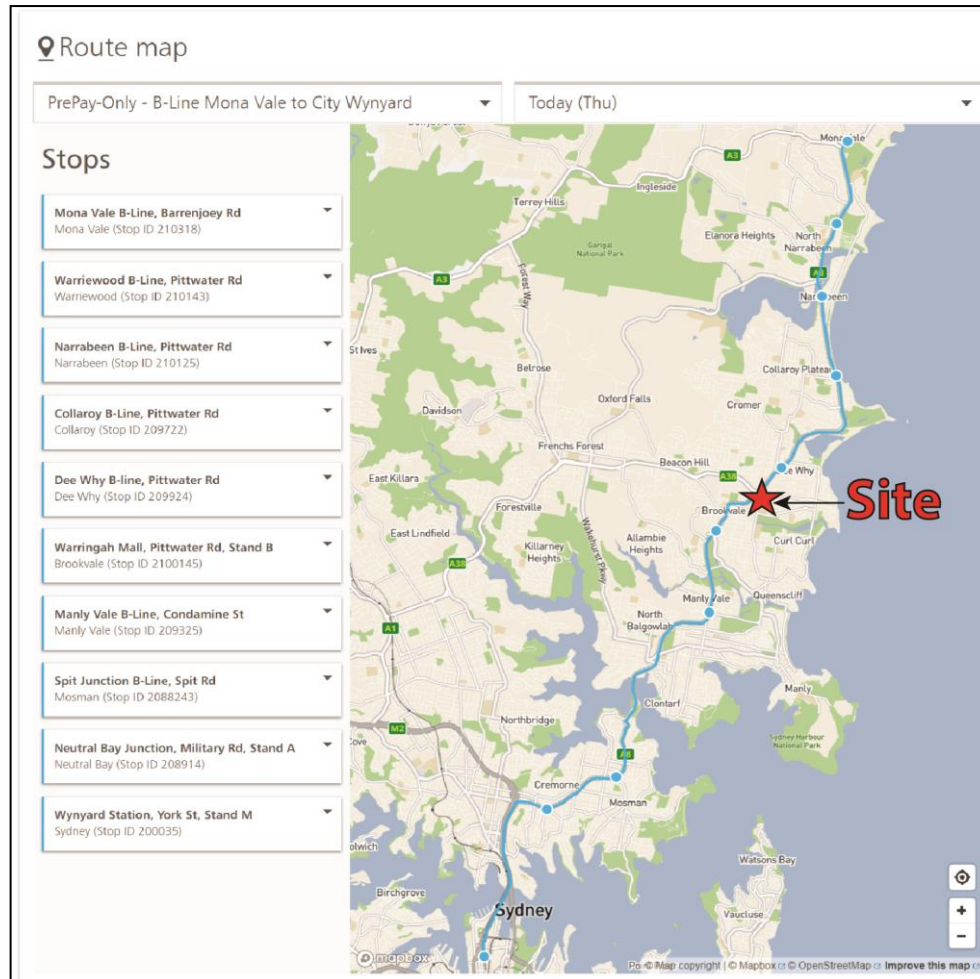 Route map
PrePay-Only - B-Line Mona Vale to City Wynyard
Today (Thu)
Stops
Mona Vale B-Line, Barrenjoey Rd
Mona Vale (Stop ID 210318)
Warriewood B-Line, Pittwater Rd
Warriewood (Stop ID 210143)
Narrabeen B-Line, Pittwater Rd
Narrabeen (Stop ID 210125)
Collaroy B-Line, Pittwater Rd
Collaroy (Stop ID 209722)
Dee Why B-line, Pittwater Rd
Dee Why (Stop ID 209924)
Warringah Mall, Pittwater Rd, Stand B
Brookvale (Stop ID 2100145)
Manly Vale B-Line, Condamine St
Manly Vale (Stop ID 209325)
Spit Junction B-Line, Spit Rd
Mosman (Stop ID 2088243)
Neutral Bay Junction, Military Rd, Stand A
Neutral Bay (Stop ID 208914)
Wynyard Station, York St, Stand M
Sydney (Stop ID 200035)
A3
Ingleside
Terrey Hills
Elanora Heights
North
Narrabeen
Garigal
National Park
A3
Forest Way
St Ives
Belrose
Collaroy Plateau
Oxford Falls
Cromer
Davidson
Frenchs Forest
Beacon Hill
East Killara
A38
Forestville
Brookvale
Site
East Lindfield
Wakehurst Pkwy
Killarney
Heights
Allambie
Heights
Curl Curl
A38
Manly Vale
Queenscliff
A1
North
Balgowlah
Manly
Clontarf
Northbridge
Sydney Harbour
National Park
M2
Cremorne
Mosman
Watsons Bay
Birchgrove
Sydney
Vaucluse
mapbox
© Mapbox © OpenStreetMap Improve this map